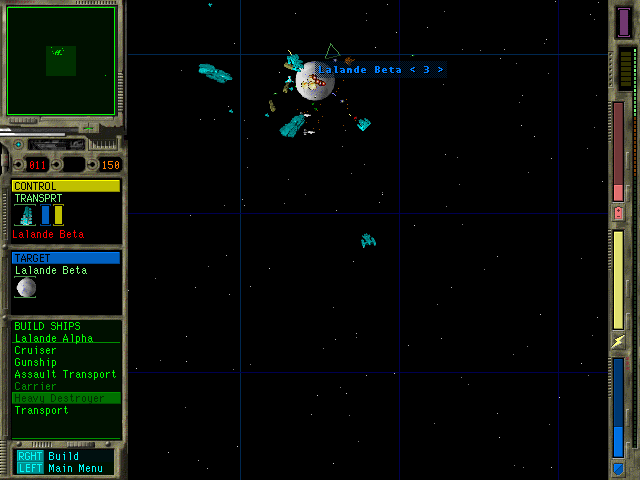 Lalande Beta < 3 >
011 150
CONTROL
TRANSPRT
Lalande Beta
TARGET
Lalande Beta
BUILD SHIPS
Lalande Alpha
Cruiser
Gunship
Assault Transport
Carrier
Heavy Destroyer
Transport
RGHT Build
LEFT Main Menu